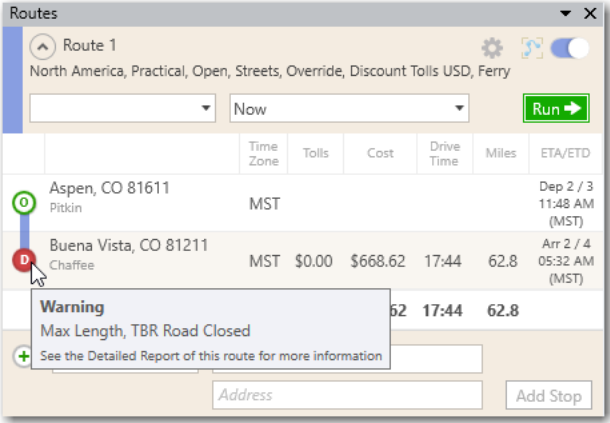 Routes
Route 1
North America, Practical, Open, Streets, Override, Discount Tolls USD, Ferry
Now
Run
Time Zone
Tolls
Cost
Drive Time
Miles
ETA/ETD
O
Aspen, CO 81611
Pitkin
MST
Dep 2 / 3
11:48 AM
(MST)
D
Buena Vista, CO 81211
Chaffee
MST $0.00 $668.62 17:44 62.8
Arr 2 / 4
05:32 AM
(MST)
62 17:44 62.8
Warning
Max Length, TBR Road Closed
See the Detailed Report of this route for more information
Address
Add Stop